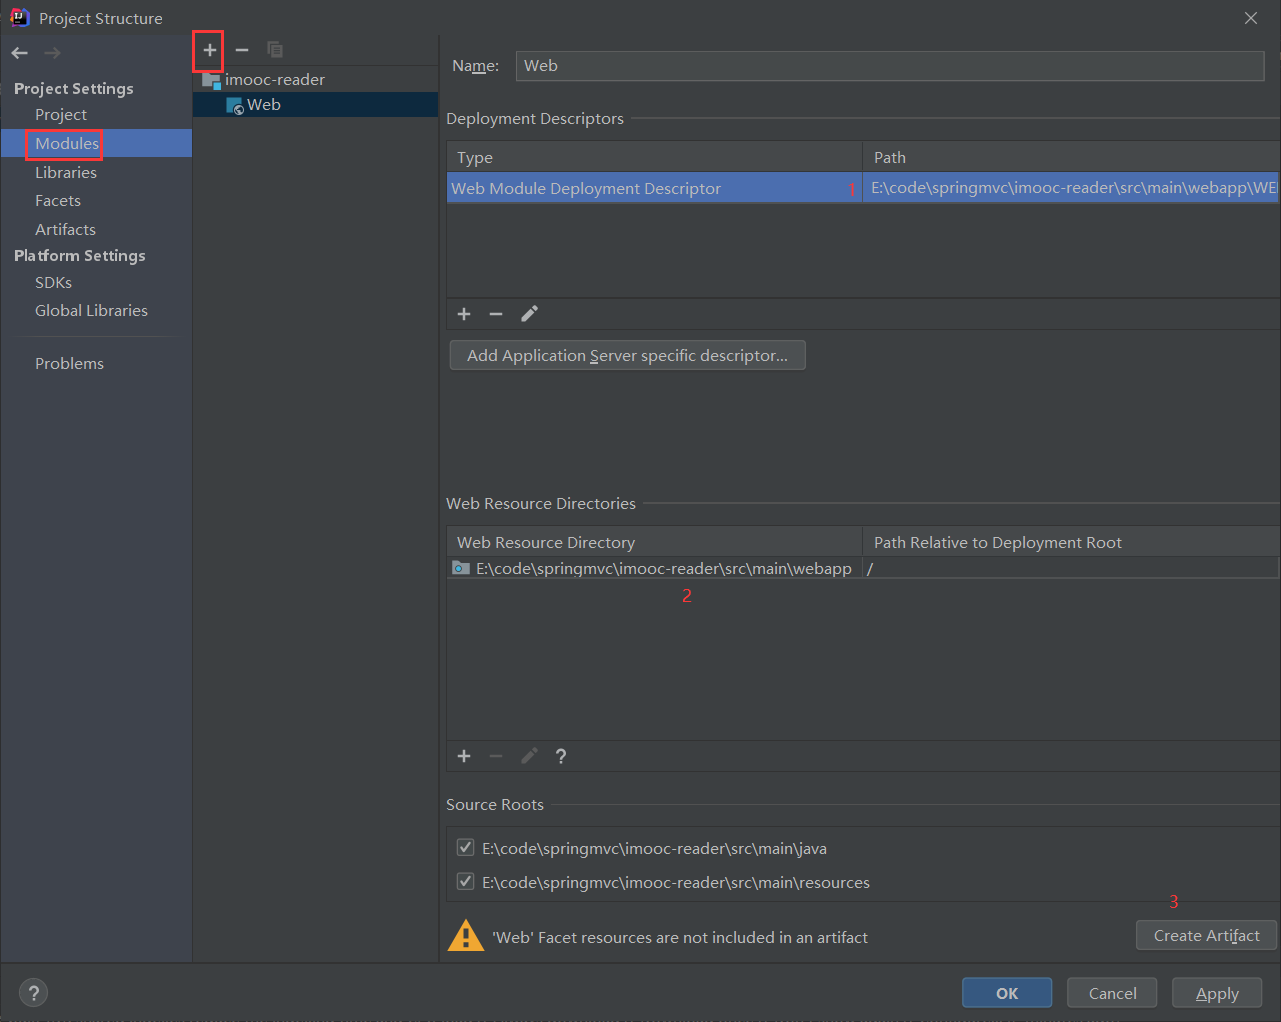 Project Structure
Project Settings
Project
Modules
Libraries
Facets
Artifacts
Platform Settings
SDKs
Global Libraries
Problems
imooc-reader
Web
Name: Web
Deployment Descriptors
Type Path
Web Module Deployment Descriptor 1 E:\code\springmvc\imooc-reader\src\main\webapp\WE
Add Application Server specific descriptor...
Web Resource Directories
Web Resource Directory Path Relative to Deployment Root
E:\code\springmvc\imooc-reader\src\main\webapp /
2
?
Source Roots
E:\code\springmvc\imooc-reader\src\main\java
E:\code\springmvc\imooc-reader\src\main\resources
3
'Web' Facet resources are not included in an artifact Create Artifact
? OK Cancel Apply